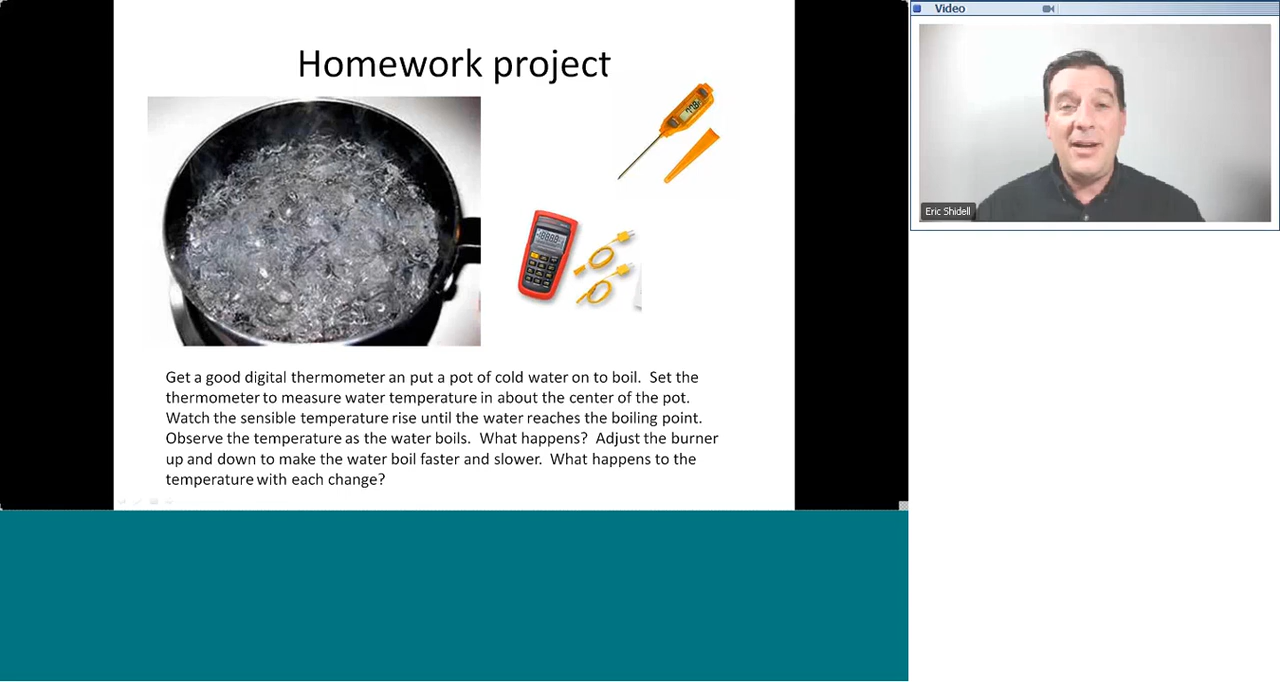 Homework project
Get a good digital thermometer an put a pot of cold water on to boil.  Set the
thermometer to measure water temperature in about the center of the pot.
Watch the sensible temperature rise until the water reaches the boiling point.
Observe the temperature as the water boils.  What happens?  Adjust the burner
up and down to make the water boil faster and slower.  What happens to the
temperature with each change?
Video
Eric Shidell